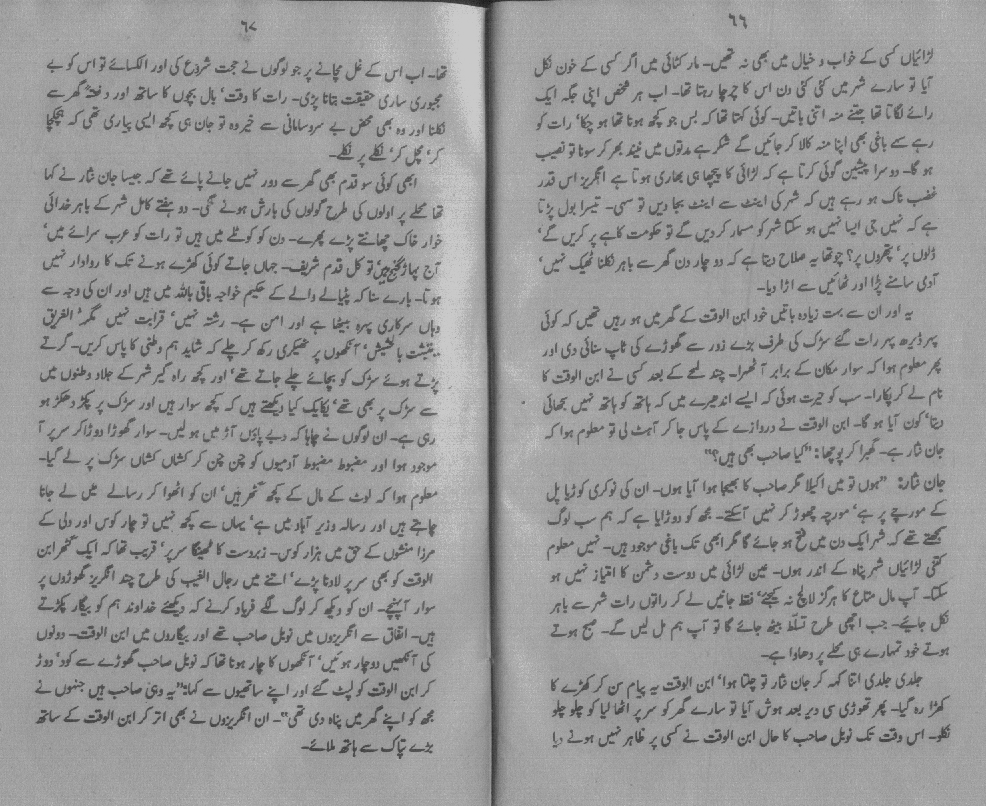 ٦٦
لڑائیاں کسی کے خواب و خیال میں بھی نہ تھیں۔ مار کٹائی میں اگر کسی کے خون نکل
آیا تو سارے شہر میں کئی کئی دن اس کا چرچا رہتا تھا۔ اب ہر شخص اپنی جگہ ایک
رائے لگاتا تھا جتنے منہ اتنی باتیں۔ کوئی کہتا تھا کہ بس جو کچھ ہونا تھا ہو چکا‘ رات کو
رہے سہے باغی بھی اپنا منہ کالا کر جائیں گے شکر ہے مدتوں میں نیند بھر کر سونا تو نصیب
ہو گا۔ دوسرا پیشین گوئی کرتا ہے کہ لڑائی کا پیچھا ہی بھاری ہوتا ہے انگریز اس قدر
غضب ناک ہو رہے ہیں کہ شہر کی اینٹ سے اینٹ بجا دیں تو سہی۔ تیسرا بول پڑتا
ہے کہ نہیں جی ایسا نہیں ہو سکتا شہر کو مسمار کر دیں گے تو حکومت کاہے پر کریں گے‘
ڈلوں پر‘ پتھروں پر؟ چوتھا یہ صلاح دیتا ہے کہ دو چار دن گھر سے باہر نکلنا ٹھیک نہیں‘
آدمی سامنے پڑا اور ٹھائیں سے اڑا دیا۔
یہ اور ان سے بہت زیادہ باتیں خود ابن الوقت کے گھر میں ہو رہیں تھیں کہ کوئی
پہر ڈیڑھ پہر رات گئے سڑک کی طرف بڑے زور سے گھوڑے کی ٹاپ سنائی دی اور
پھر معلوم ہوا کہ سوار مکان کے برابر آ ٹھہرا۔ چند لمحے کے بعد کسی نے ابن الوقت کا
نام لے کر پکارا۔ سب کو حیرت ہوئی کہ ایسے اندھیرے میں کہ ہاتھ کو ہاتھ نہیں سجھائی
دیتا‘ کون آیا ہو گا۔ ابن الوقت نے دروازے کے پاس جا کر آہٹ لی تو معلوم ہوا کہ
جان نثار ہے۔ گھبرا کر پوچھا: ”کیا صاحب بھی ہیں؟“
جان نثار: ”ہوں تو میں اکیلا مگر صاحب کا بھیجا ہوا آیا ہوں۔ ان کی نوکری کوڑیا پل
کے مورچے پر ہے‘ مورچہ چھوڑ کر نہیں آسکتے۔ مجھ کو دوڑایا ہے کہ ہم سب لوگ
سمجھتے تھے کہ شہر ایک دن میں فتح ہو جائے گا مگر ابھی تک باغی موجود ہیں۔ نہیں معلوم
کتنی لڑائیاں شہر پناہ کے اندر ہوں۔ عین لڑائی میں دوست دشمن کا امتیاز نہیں ہو
سکتا۔ آپ مال متاع کا ہرگز لالچ نہ کیجئے‘ فقط جانیں لے کر راتوں رات شہر سے باہر
نکل جائیے۔ جب اچھی طرح تسلّط بیٹھ جائے گا تو آپ ہم مل لیں گے۔ صبح ہوتے
ہوتے خود تمہارے ہی محلے پر دھاوا ہے۔
جلدی جلدی اتنا کہہ کر جان نثار تو چلتا ہوا‘ ابن الوقت یہ پیام سن کر کھڑے کا
کھڑا رہ گیا۔ پھر تھوڑی سی دیر بعد ہوش آیا تو سارے گھر کو سر پر اٹھا لیا کو چلو چلو
نکلو۔ اس وقت تک نوبل صاحب کا حال ابن الوقت نے کسی پر ظاہر نہیں ہونے دیا
٦٧
تھا۔ اب اس کے غل مچانے پر جو لوگوں نے حجت شروع کی اور الکسائے تو اس کو بے
مجبوری ساری حقیقت بتانا پڑی۔ رات کا وقت‘ بال بچوں کا ساتھ اور دفعتہً گھر سے
نکلنا اور وہ بھی محض بے سروسامانی سے خیر وہ تو جان ہی کچھ ایسی پیاری تھی کہ ہچکچا
کر‘ مچل کر‘ نکلے پر نکلے۔
ابھی کوئی سو قدم بھی گھر سے دور نہیں جانے پائے تھے کہ جیسا جان نثار نے کہا
تھا محلے پر اولوں کی طرح گولوں کی بارش ہونے لگی۔ دو ہفتے کامل شہر کے باہر خدائی
خوار خاک چھانتے پڑے پھرے۔ دن کو کوٹلے میں ہیں تو رات کو عرب سرائے میں‘
آج پہاڑ گنج ہیں‘ تو کل قدم شریف۔ جہاں جاتے کوئی کھڑے ہونے تک کا روادار نہیں
ہوتا۔ بارے سنا کہ پٹیالے والے کے حکیم خواجہ باقی باللہ میں ہیں اور ان کی وجہ سے
وہاں سرکاری پہرہ بیٹھا ہے اور امن ہے۔ رشتہ نہیں‘ قرابت نہیں مگر الغریق
یتشبث بالحشیش‘ آنکھوں پر ٹھیکری رکھ کر چلے کہ شاید ہم وطنی کا پاس کریں۔ گرتے
پڑتے ہوئے سڑک کو بچائے چلے جاتے تھے‘ اور کچھ راہ گیر شہر کے جلاد وطنوں میں
سے سڑک پر بھی تھے‘ یکایک کیا دیکھتے ہیں کہ کچھ سوار ہیں اور سڑک پر پکڑ دھکڑ ہو
رہی ہے۔ ان لوگوں نے چاہا کہ دبے پاؤں آڑ میں ہو لیں۔ سوار گھوڑا دوڑا کر سر پر آ
موجود ہوا اور مضبوط مضبوط آدمیوں کو چن چن کر کشاں کشاں سڑک پر لے گیا۔
معلوم ہوا کہ لوٹ کے مال کے کچھ گٹھر ہیں‘ ان کو اٹھوا کر رسالے میں لے جانا
چاہتے ہیں اور رسالہ وزیر آباد میں ہے‘ یہاں سے کچھ نہیں تو چار کوس اور دلی کے
مرزا منشوں کے حق میں ہزار کوس۔ زبردست کا ٹھینگا سر پر‘ قریب تھا کہ ایک گٹھر ابن
الوقت کو بھی سر پر لادنا پڑے‘ اتنے میں رجال الغیب کی طرح چند انگریز گھوڑوں پر
سوار آپہنچے۔ ان کو دیکھ کر لوگ لگے فریاد کرنے کہ دیکھئے خداوند ہم کو بیگار پکڑتے
ہیں۔ اتفاق سے انگریزوں میں نوبل صاحب تھے اور بیگاروں میں ابن الوقت۔ دونوں
کی آنکھیں دوچار ہوئیں‘ آنکھوں کا چار ہونا تھا کہ نوبل صاحب گھوڑے سے کود‘ دوڑ
کر ابن الوقت کو لپٹ گئے اور اپنے ساتھیوں سے کہا: ”یہ وہی صاحب ہیں جنہوں نے
مجھ کو اپنے گھر میں پناہ دی تھی“۔ ان انگریزوں نے بھی اتر کر ابن الوقت کے ساتھ
بڑے تپاک سے ہاتھ ملائے۔